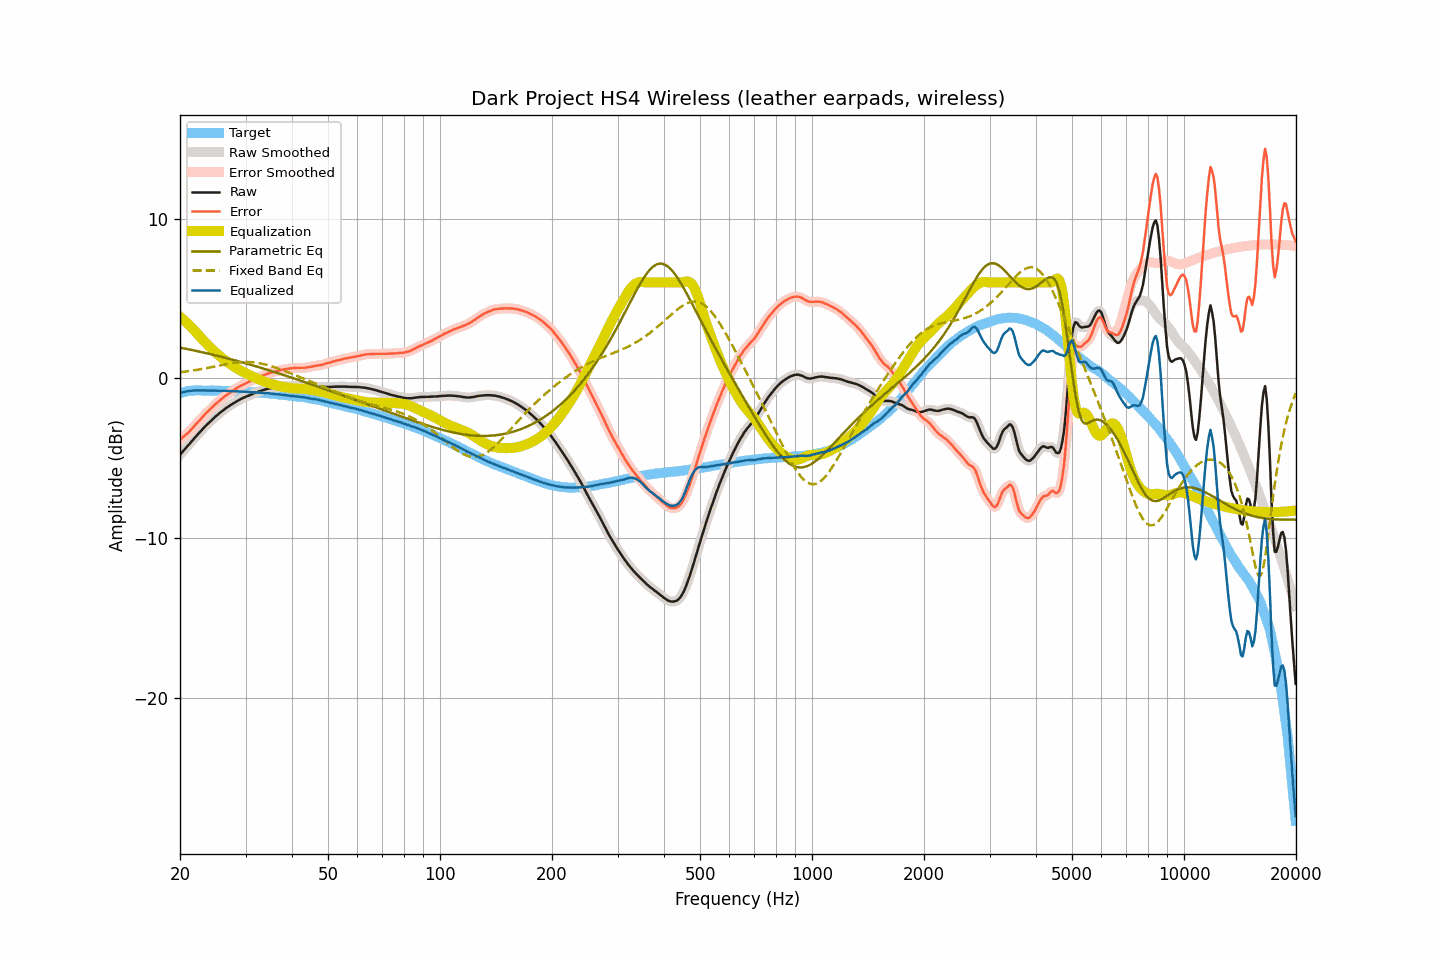 Dark Project HS4 Wireless (leather earpads, wireless)
Target
Raw Smoothed
Error Smoothed
Raw
Error
Equalization
Parametric Eq
Fixed Band Eq
Equalized
10
0
−10
−20
Amplitude (dBr)
20 50 100 200 500 1000 2000 5000 10000 20000
Frequency (Hz)